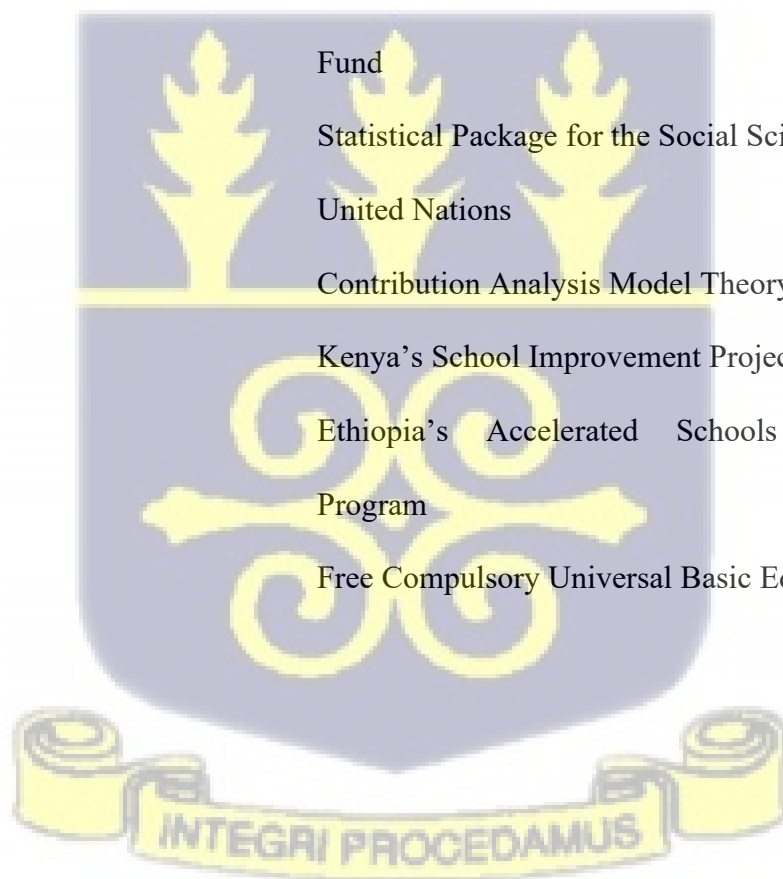 Fund
Statistical Package for the Social Sci
United Nations
Contribution Analysis Model Theory
Kenya’s School Improvement Projec
Ethiopia’s Accelerated Schools
Program
Free Compulsory Universal Basic Ed
INTEGRI PROCEDAMUS